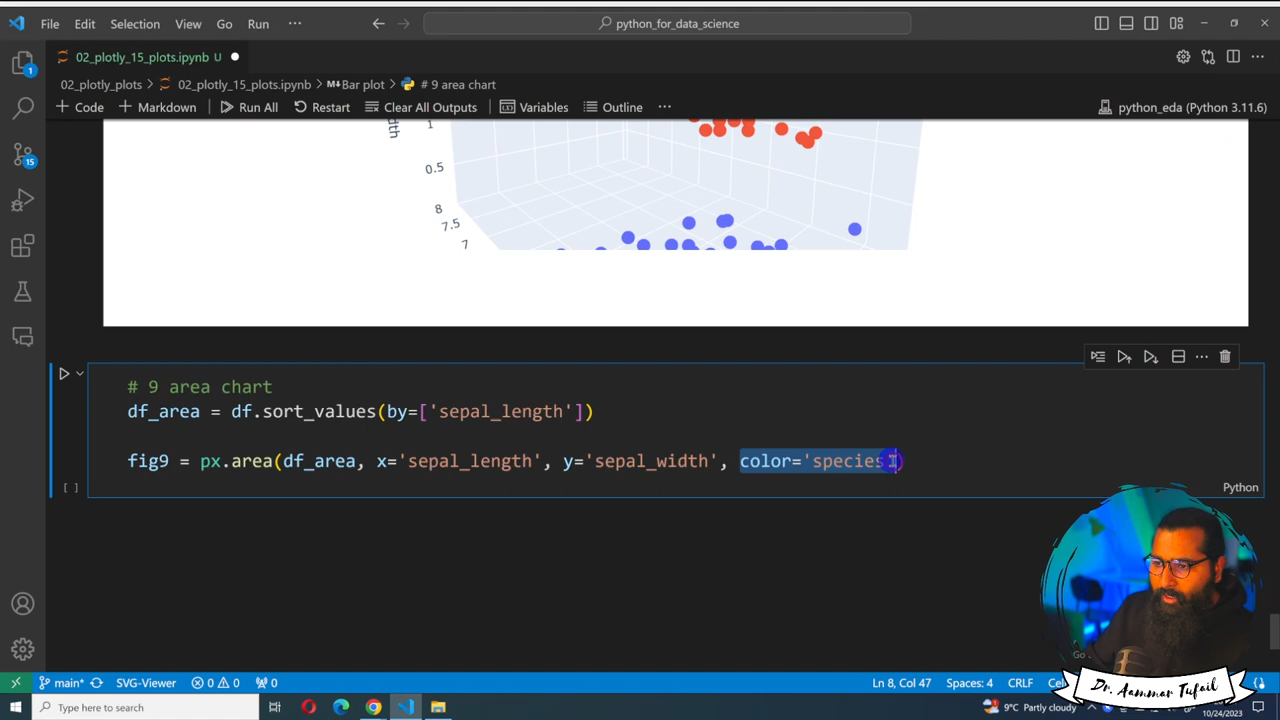 File Edit Selection View Go Run ··· python_for_data_science
02_plotly_15_plots.ipynb U
02_plotly_plots > 02_plotly_15_plots.ipynb > M↓Bar plot > # 9 area chart
+ Code + Markdown Run All Restart Clear All Outputs Variables Outline ··· python_eda (Python 3.11.6)
1
0.5
8
7.5
7
# 9 area chart
df_area = df.sort_values(by=['sepal_length'])
fig9 = px.area(df_area, x='sepal_length', y='sepal_width', color='species')
[ ]
Python
1
15
main* SVG-Viewer 0 0 0 Ln 8, Col 47 Spaces: 4 CRLF
Dr. Aammar Tufail
Type here to search
9°C Partly cloudy
10/24/2023